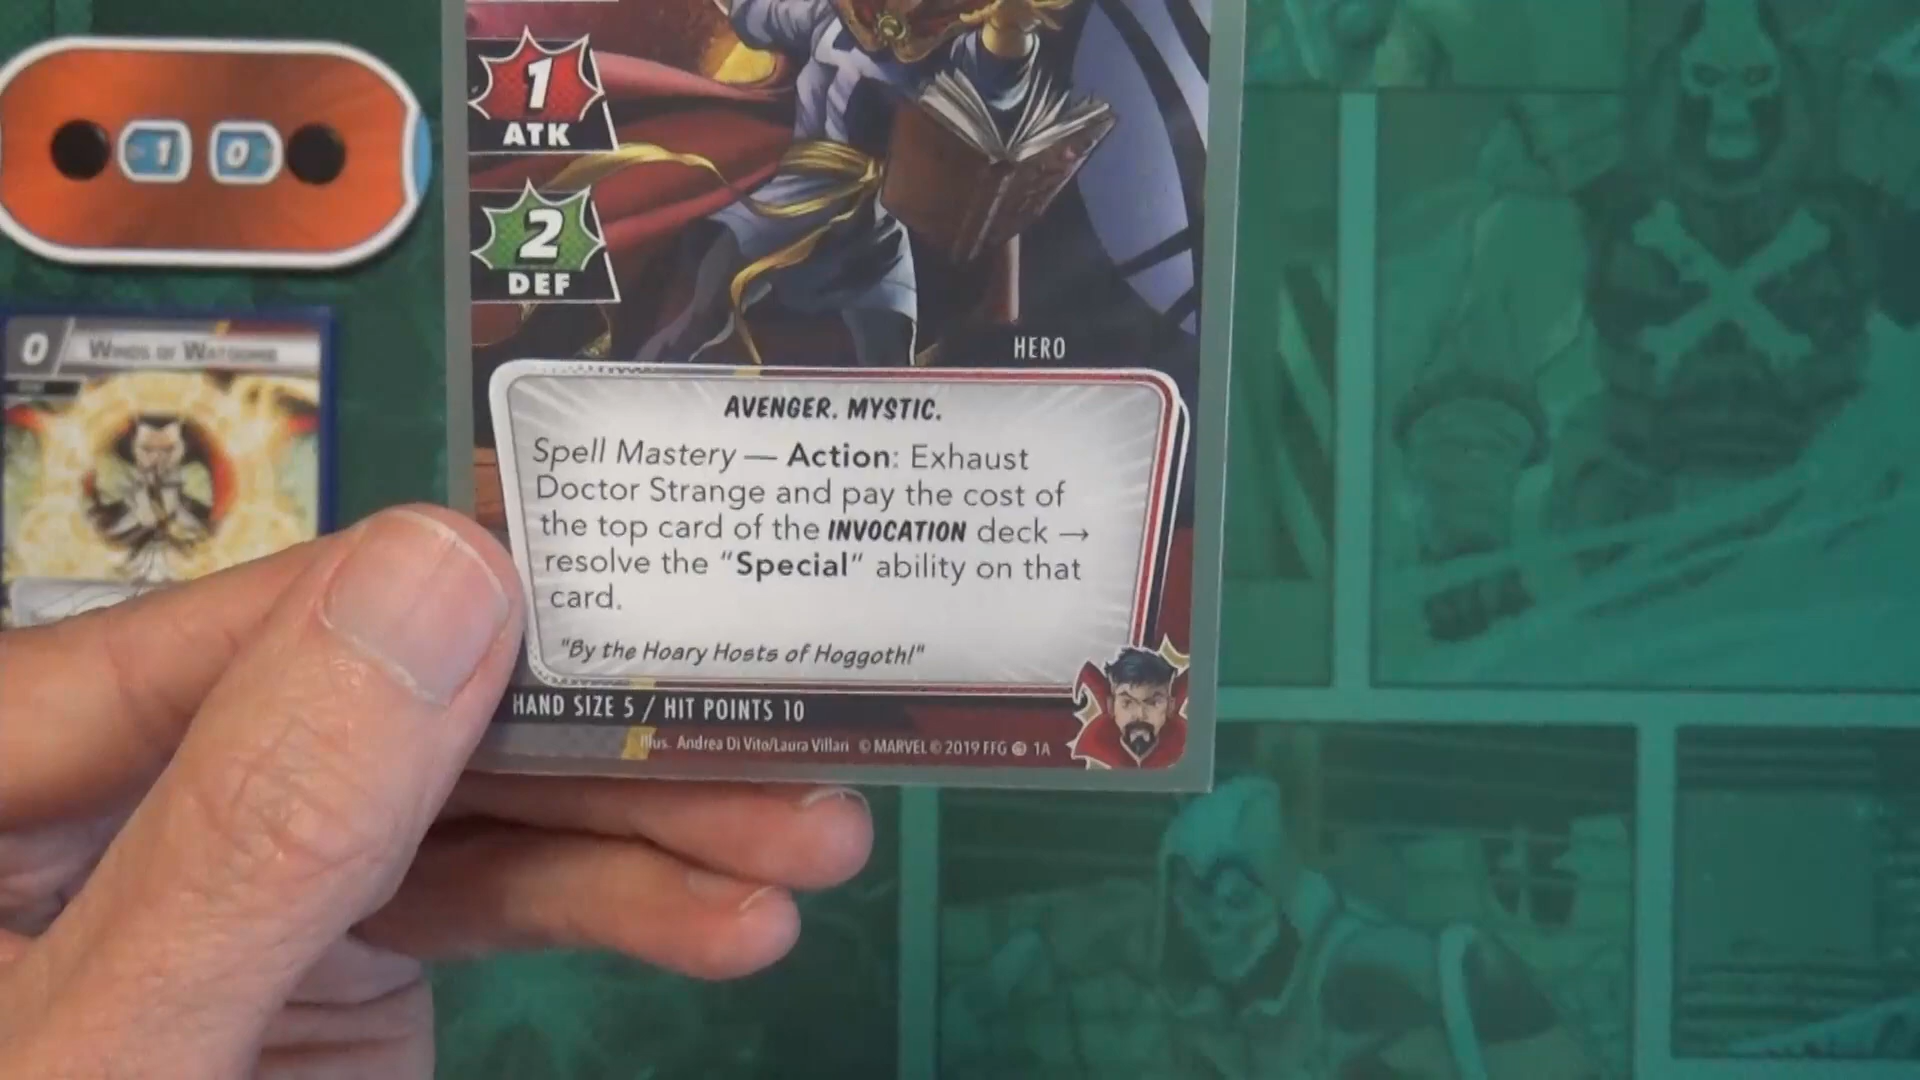 1
ATK
1 0
2
DEF
0 WINDS OF WATOOMB
HERO
AVENGER. MYSTIC.
Spell Mastery — Action: Exhaust
Doctor Strange and pay the cost of
the top card of the INVOCATION deck →
resolve the "Special" ability on that
card.
"By the Hoary Hosts of Hoggoth!"
HAND SIZE 5 / HIT POINTS 10
Illus. Andrea Di Vito/Laura Villari © MARVEL © 2019 FFG 1A